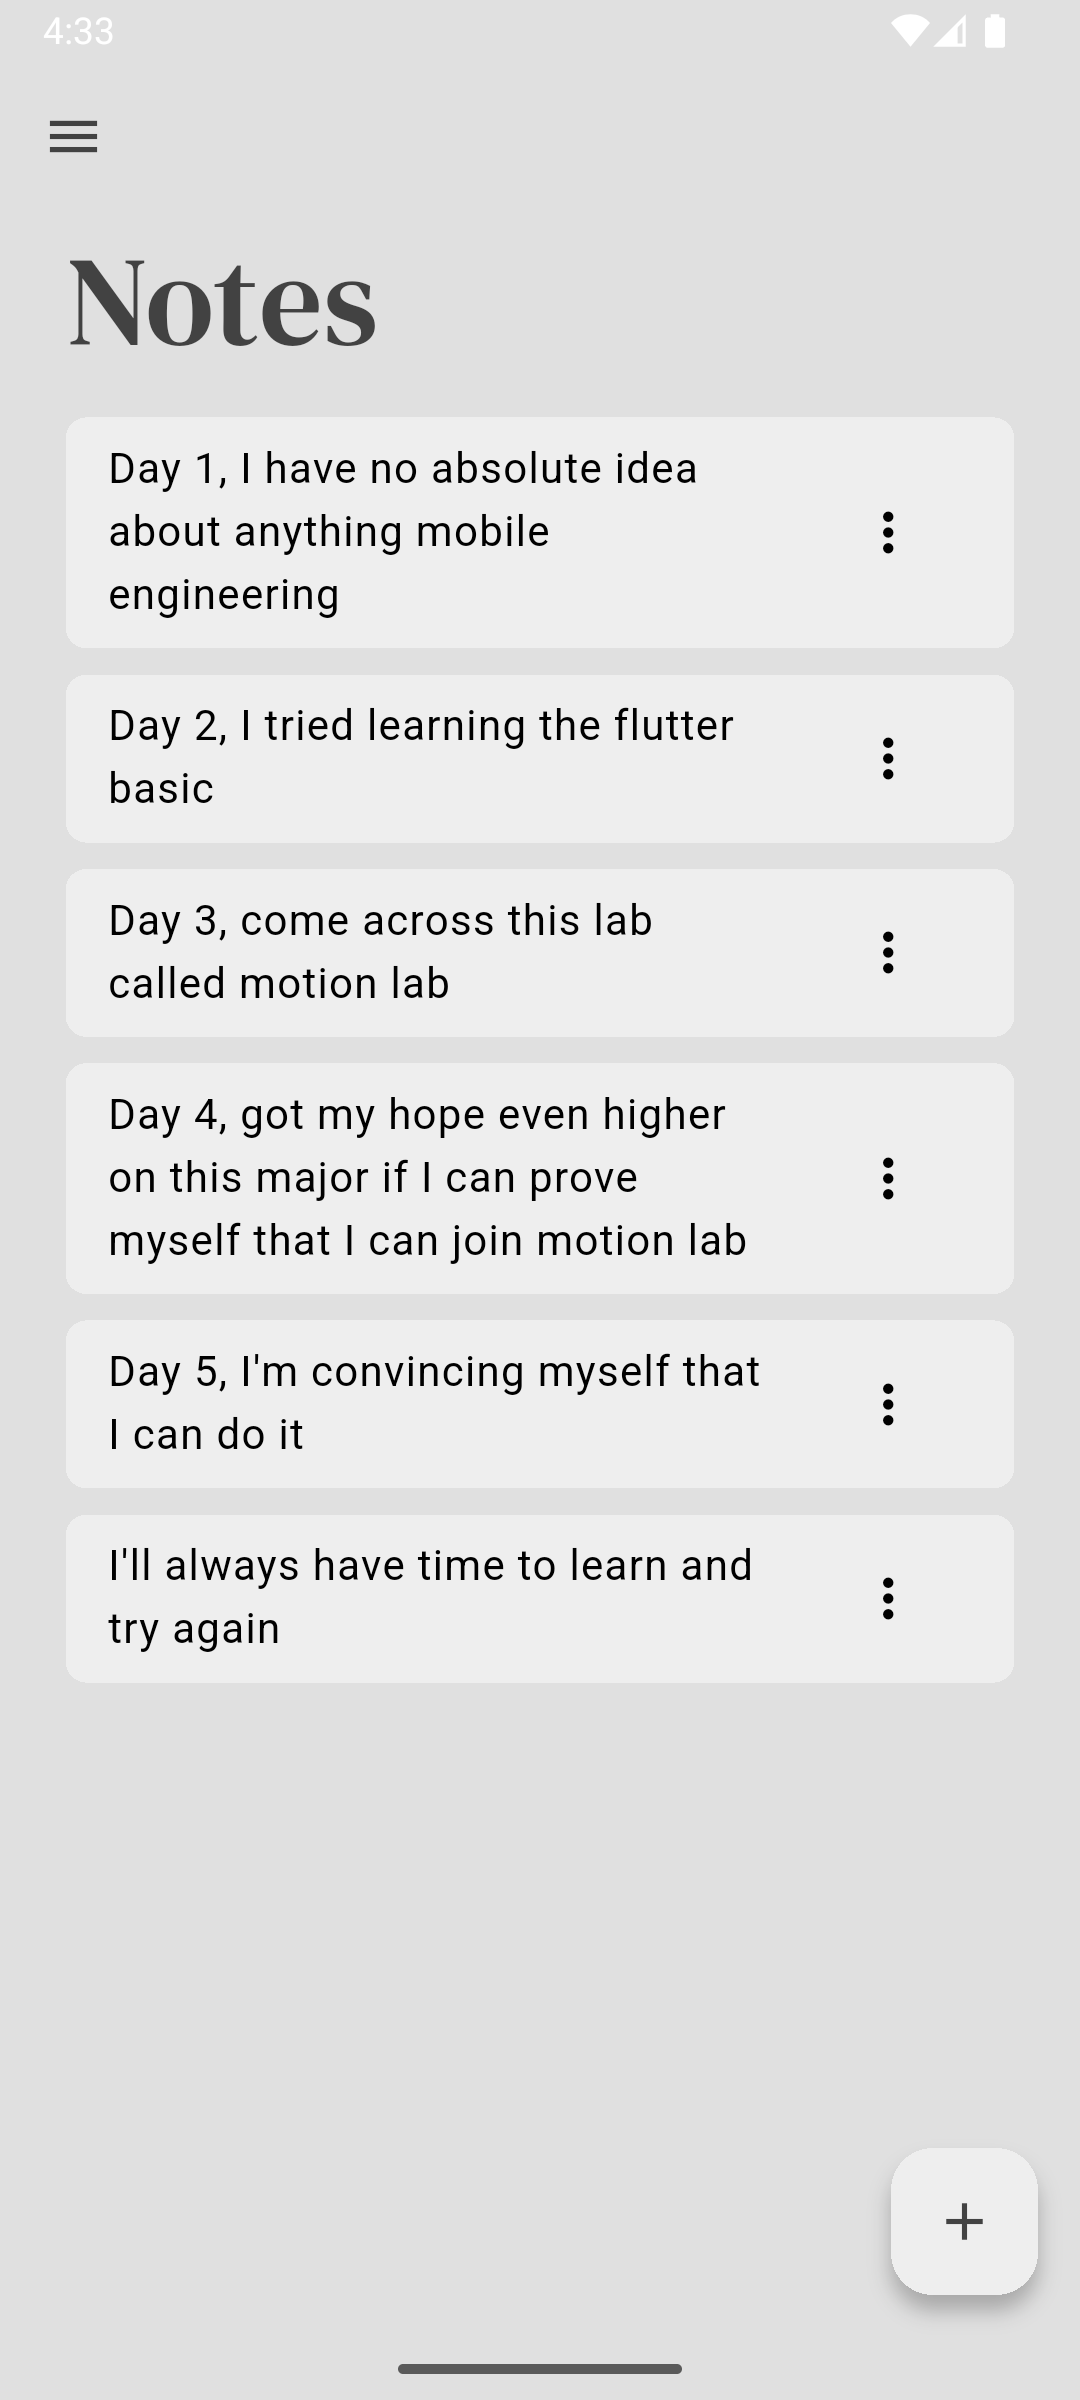 4:33
Notes
Day 1, I have no absolute idea
about anything mobile
engineering
Day 2, I tried learning the flutter
basic
Day 3, come across this lab
called motion lab
Day 4, got my hope even higher
on this major if I can prove
myself that I can join motion lab
Day 5, I'm convincing myself that
I can do it
I'll always have time to learn and
try again